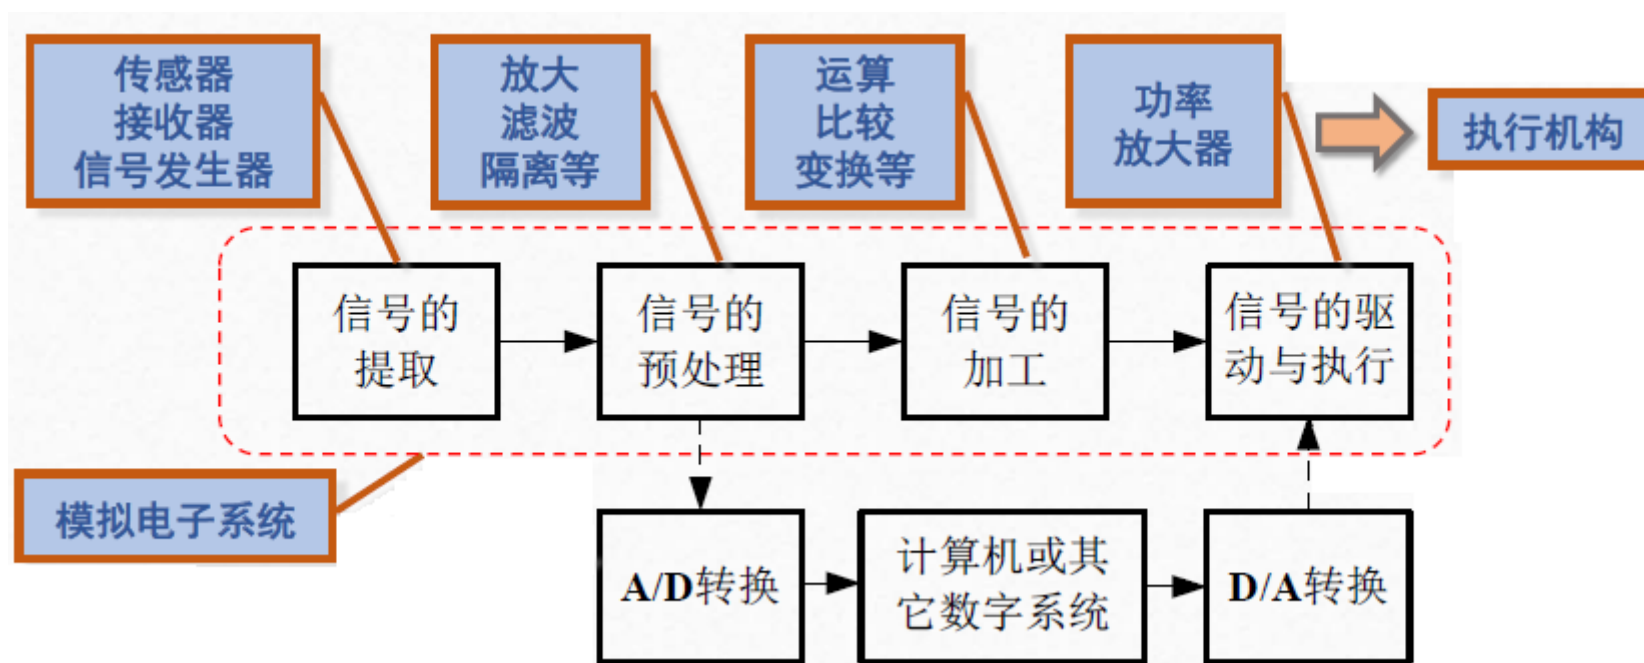 传感器
接收器
信号发生器
放大
滤波
隔离等
运算
比较
变换等
功率
放大器
执行机构
信号的
提取
信号的
预处理
信号的
加工
信号的驱
动与执行
模拟电子系统
A/D转换
计算机或其
它数字系统
D/A转换